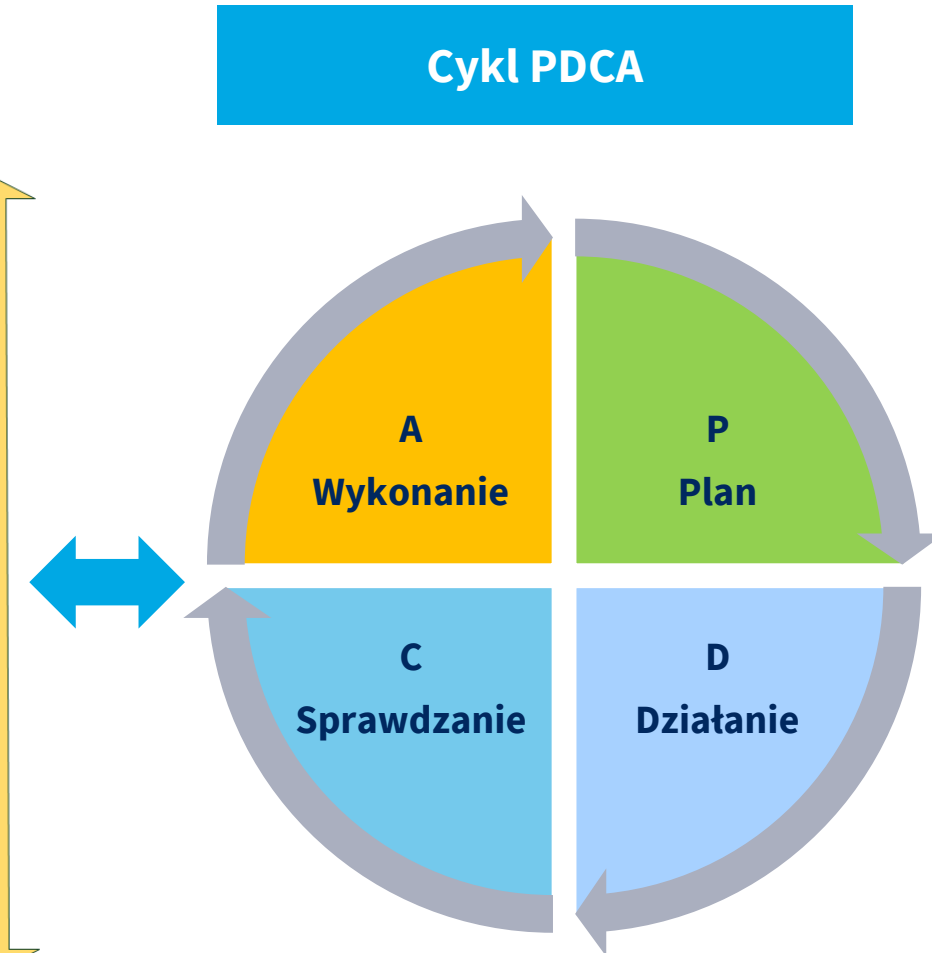 Cykl PDCA
A
Wykonanie
P
Plan
C
Sprawdzanie
D
Działanie